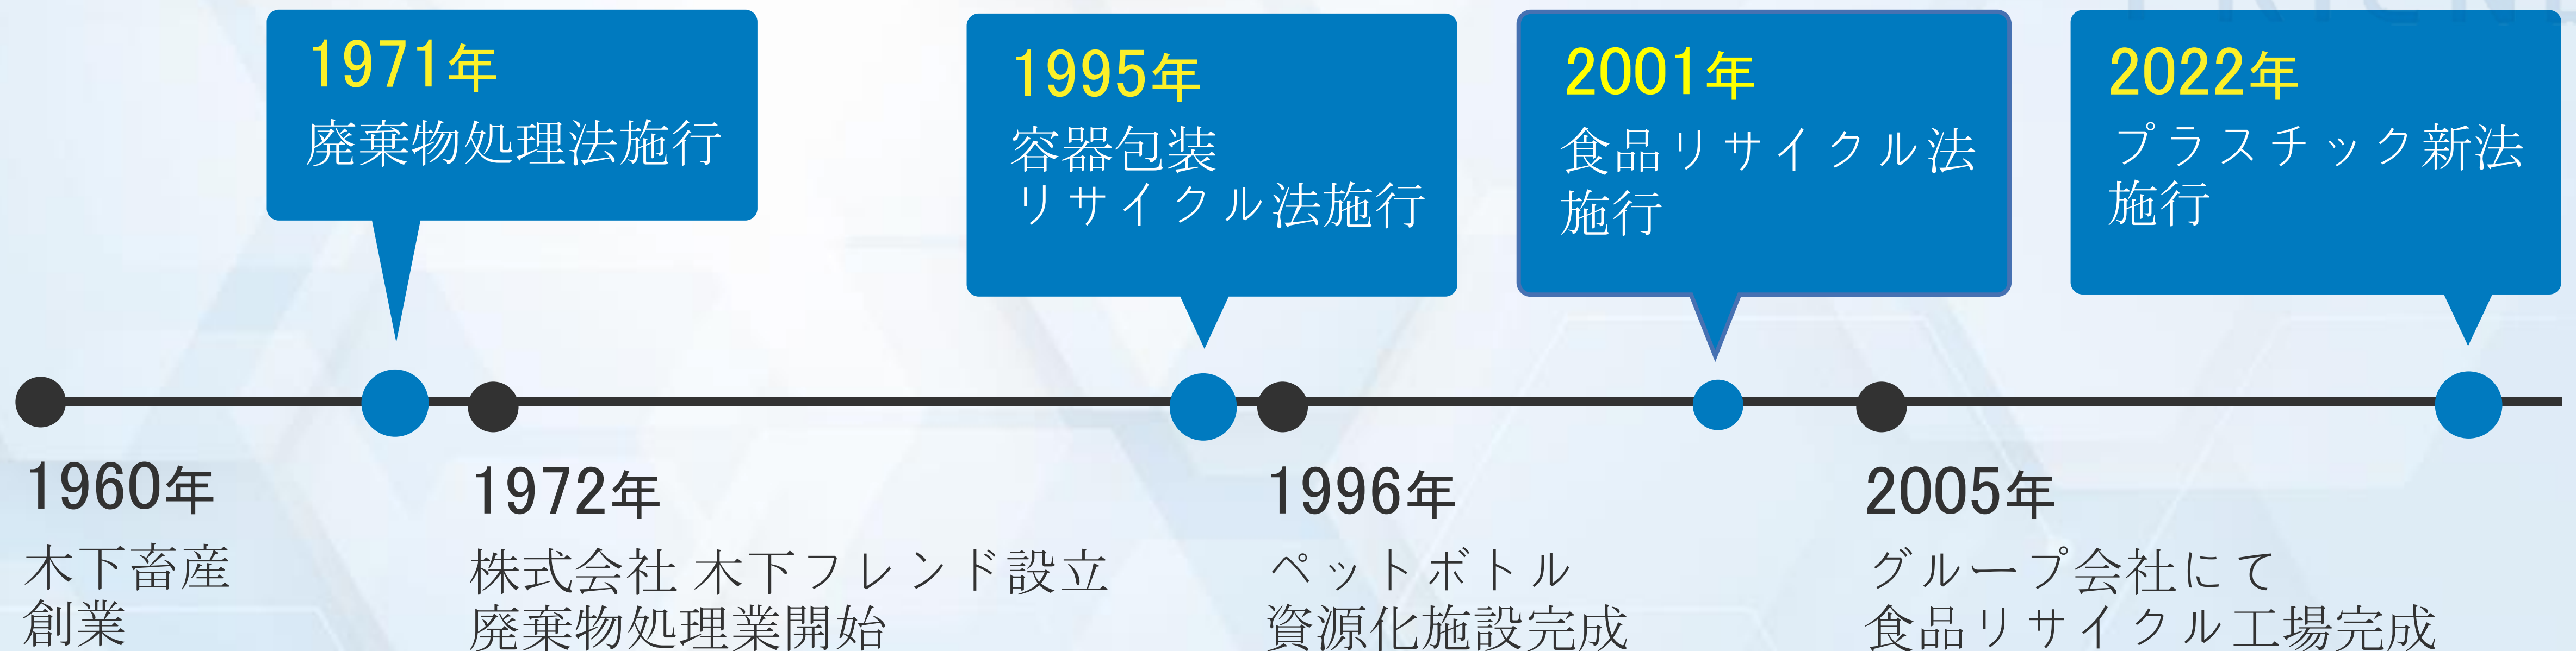 1971年
廃棄物処理法施行
1995年
容器包装
リサイクル法施行
2001年
食品リサイクル法
施行
2022年
プラスチック新法
施行
1960年
木下畜産
創業
1972年
株式会社 木下フレンド設立
廃棄物処理業開始
1996年
ペットボトル
資源化施設完成
2005年
グループ会社にて
食品リサイクル工場完成